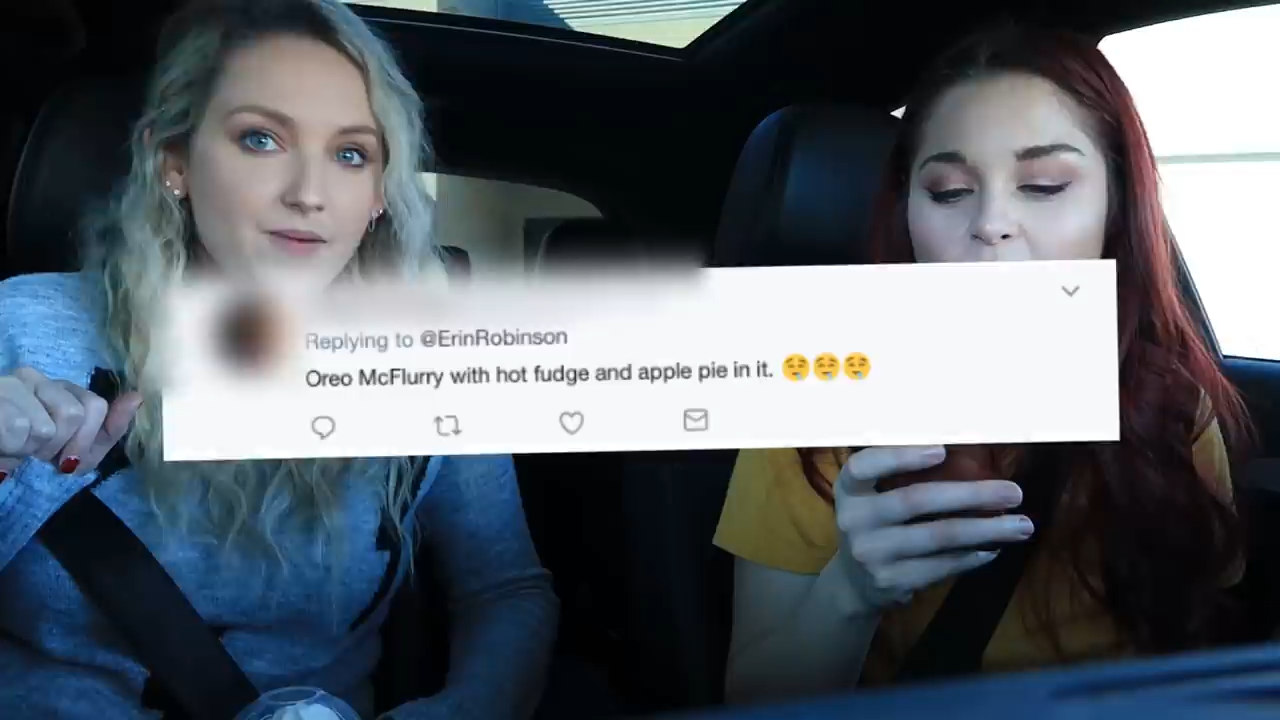 Replying to @ErinRobinson
Oreo McFlurry with hot fudge and apple pie in it. 🤤🤤🤤